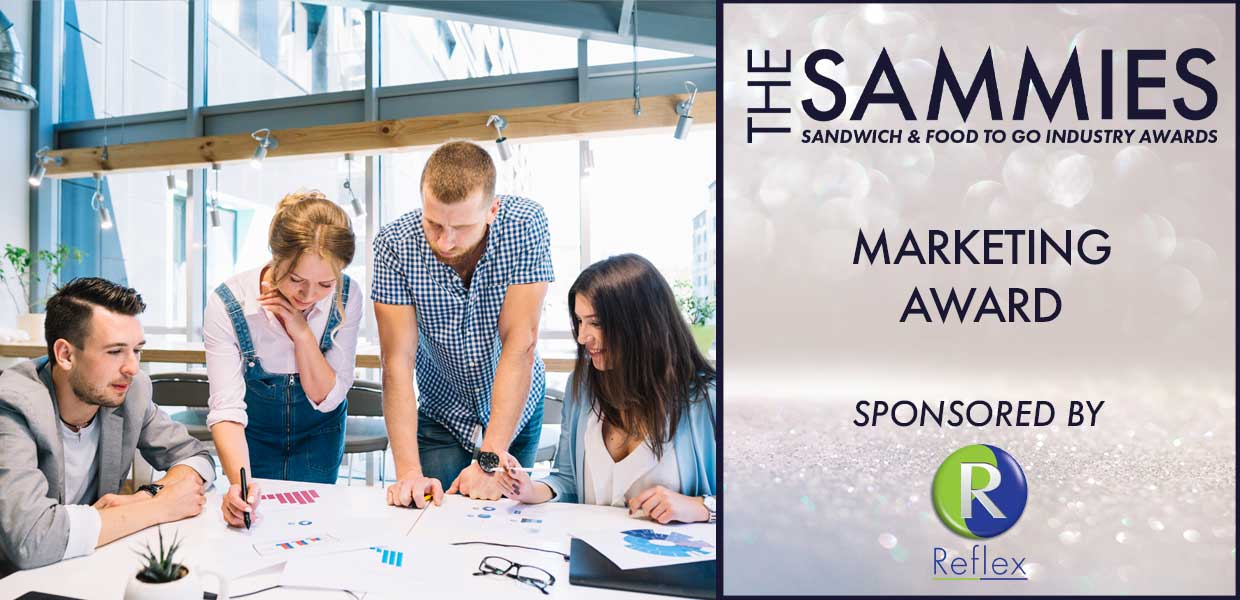 THE SAMMIES
SANDWICH & FOOD TO GO INDUSTRY AWARDS
MARKETING
AWARD
SPONSORED BY
R
Reflex